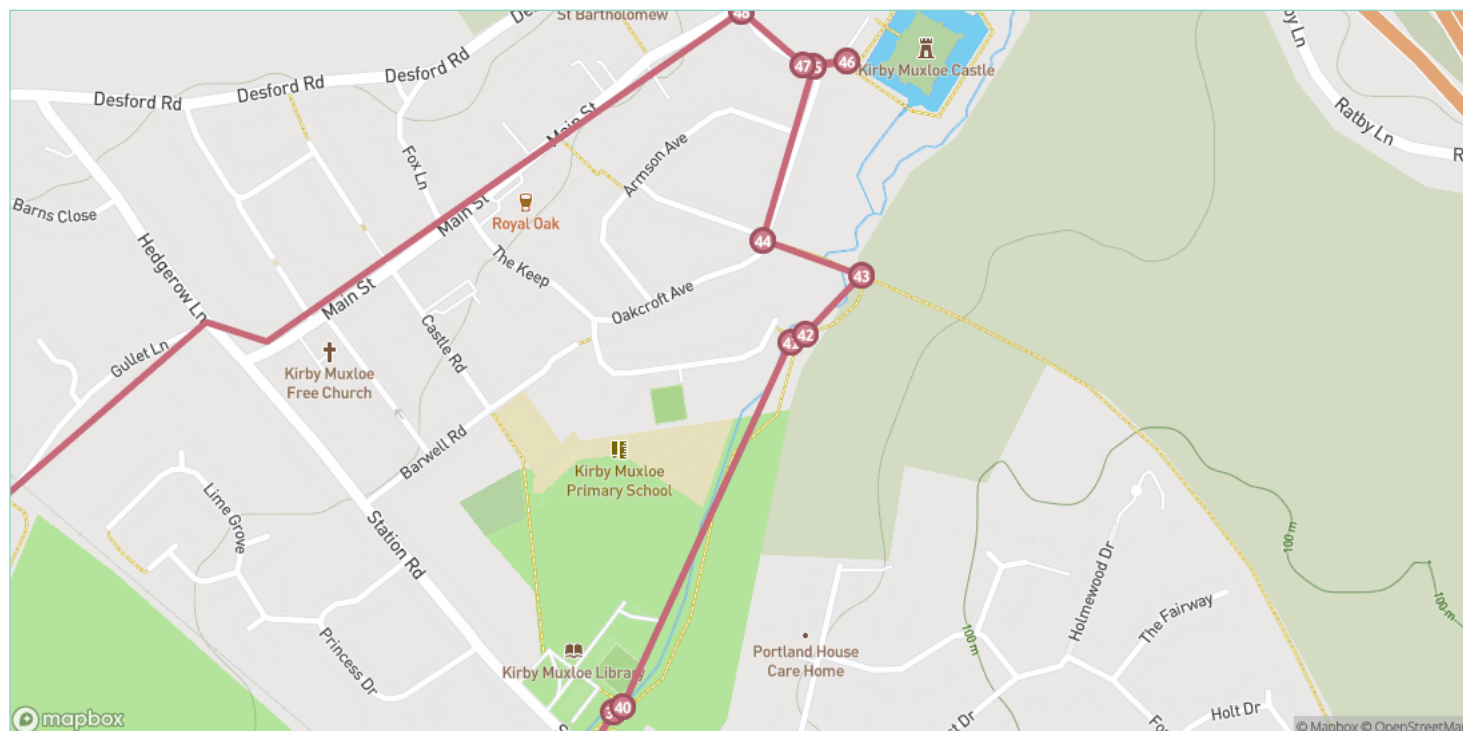 St Bartholomew
48
Desford Rd
Desford Rd
Desford Rd
47
46
Kirby Muxloe Castle
Ratby Ln
Main St
Fox Ln
Armson Ave
Barns Close
Hedgerow Ln
Main St
Royal Oak
44
The Keep
43
Main St
Oakcroft Ave
Castle Rd
42
41
Gullet Ln
Kirby Muxloe
Free Church
Barwell Rd
Kirby Muxloe
Primary School
Lime Grove
Station Rd
100 m
Holmewood Dr
The Fairway
100 m
100 m
Princess Dr
Kirby Muxloe Library
Portland House
Care Home
40
Holt Dr
mapbox
© Mapbox © OpenStreetMap